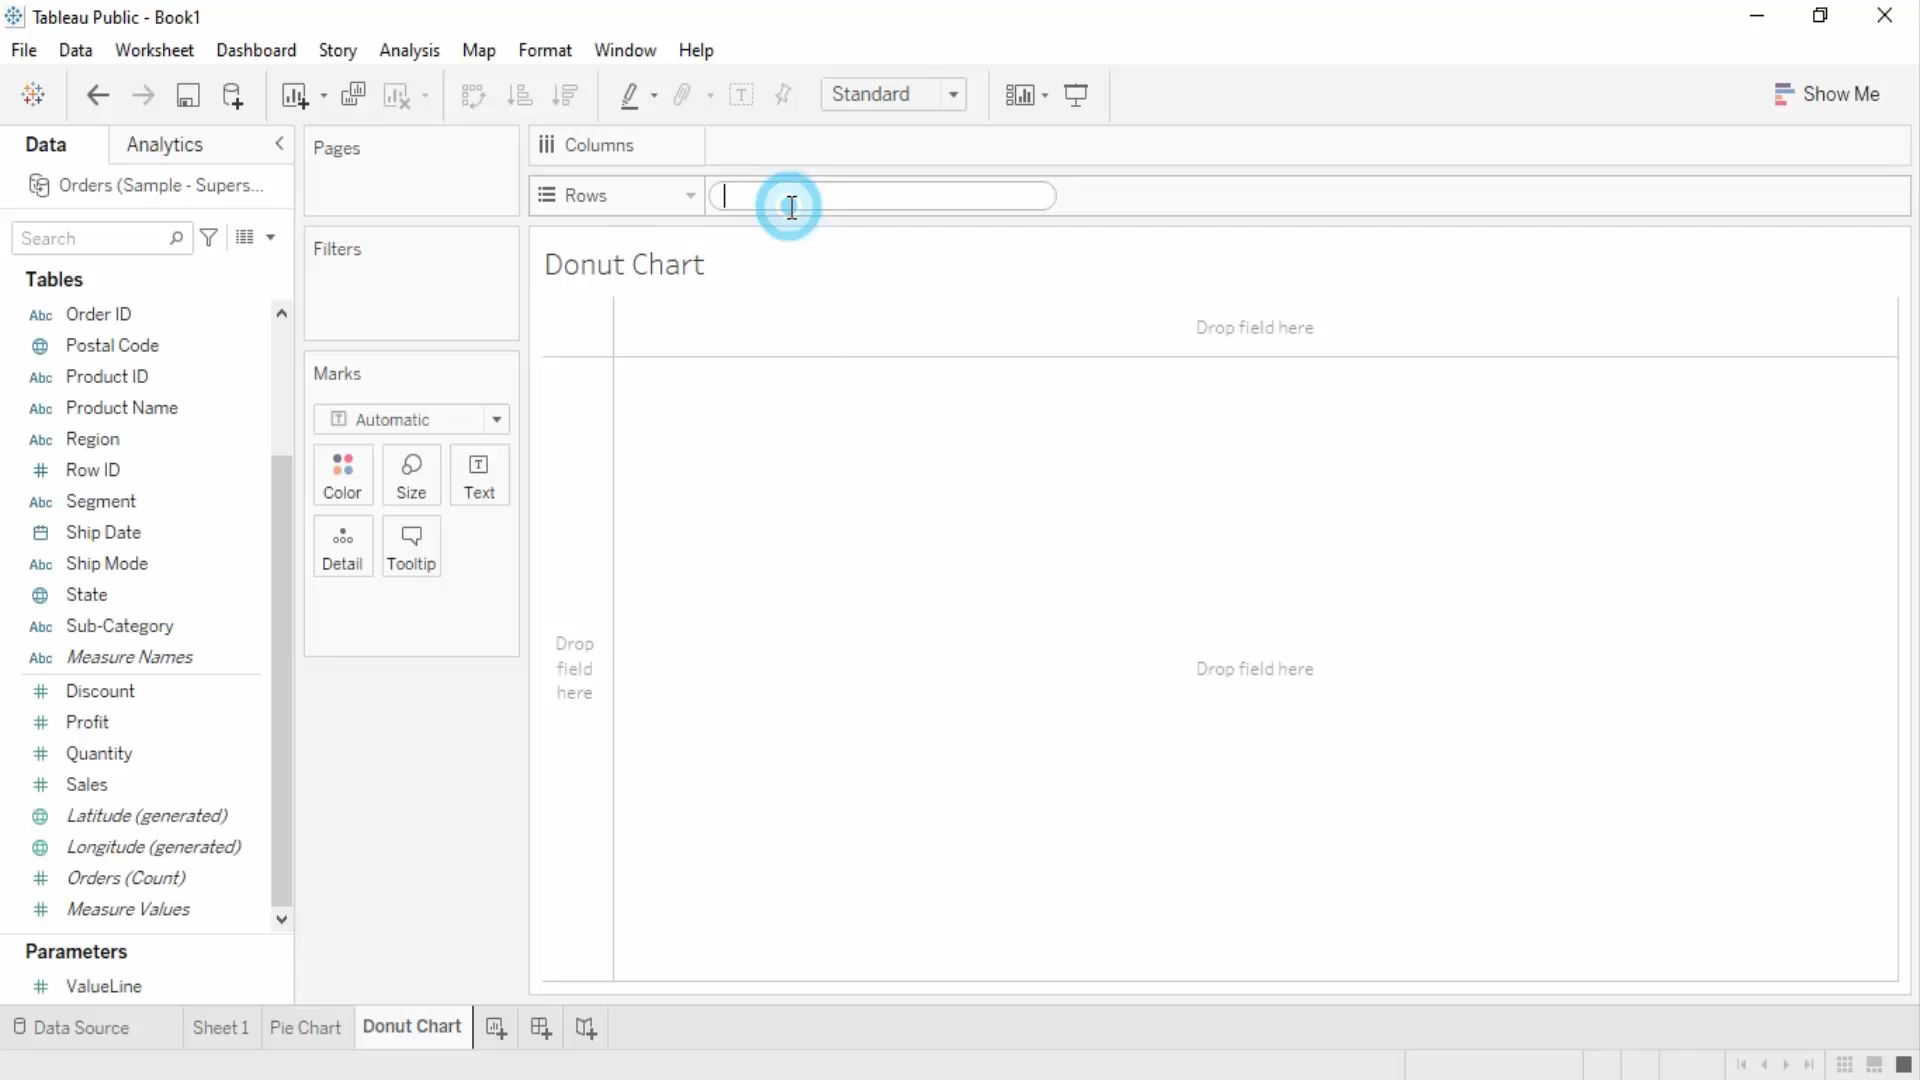 Tableau Public - Book1
File Data Worksheet Dashboard Story Analysis Map Format Window Help
Standard
Show Me
Data Analytics
Orders (Sample - Supers...
Search
Tables
Abc Order ID
Postal Code
Abc Product ID
Abc Product Name
Abc Region
# Row ID
Abc Segment
Ship Date
Abc Ship Mode
State
Abc Sub-Category
Abc Measure Names
# Discount
# Profit
# Quantity
# Sales
Latitude (generated)
Longitude (generated)
# Orders (Count)
# Measure Values
Parameters
# ValueLine
Pages
Filters
Marks
Automatic
Color Size Text
Detail Tooltip
Columns
Rows
Donut Chart
Drop field here
Drop
field
here
Drop field here
Data Source Sheet 1 Pie Chart Donut Chart